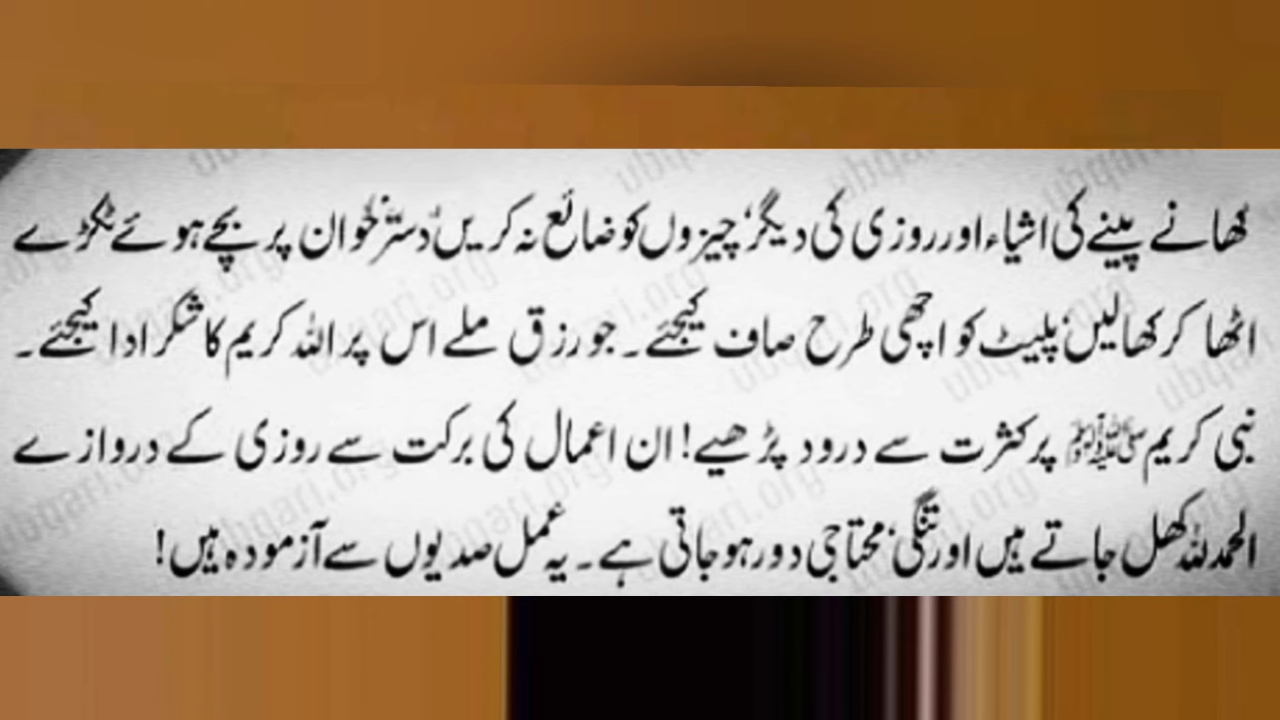 کھانے پینے کی اشیاء اور روزی کی دیگر، چیزوں کو ضائع نہ کریں، دسترخوان پر بچے ہوئے ٹکڑے
اٹھا کر کھالیں، پلیٹ کو اچھی طرح صاف کیجئے۔ جو رزق ملے اس پر اللہ کریم کا شکر ادا کیجئے۔
نبی کریم ﷺ پر کثرت سے درود پڑھیے! ان اعمال کی برکت سے روزی کے دروازے
الحمدللہ کھل جاتے ہیں اور تنگی، محتاجی دور ہو جاتی ہے۔ یہ عمل صدیوں سے آزمودہ ہیں!
ubqari.org